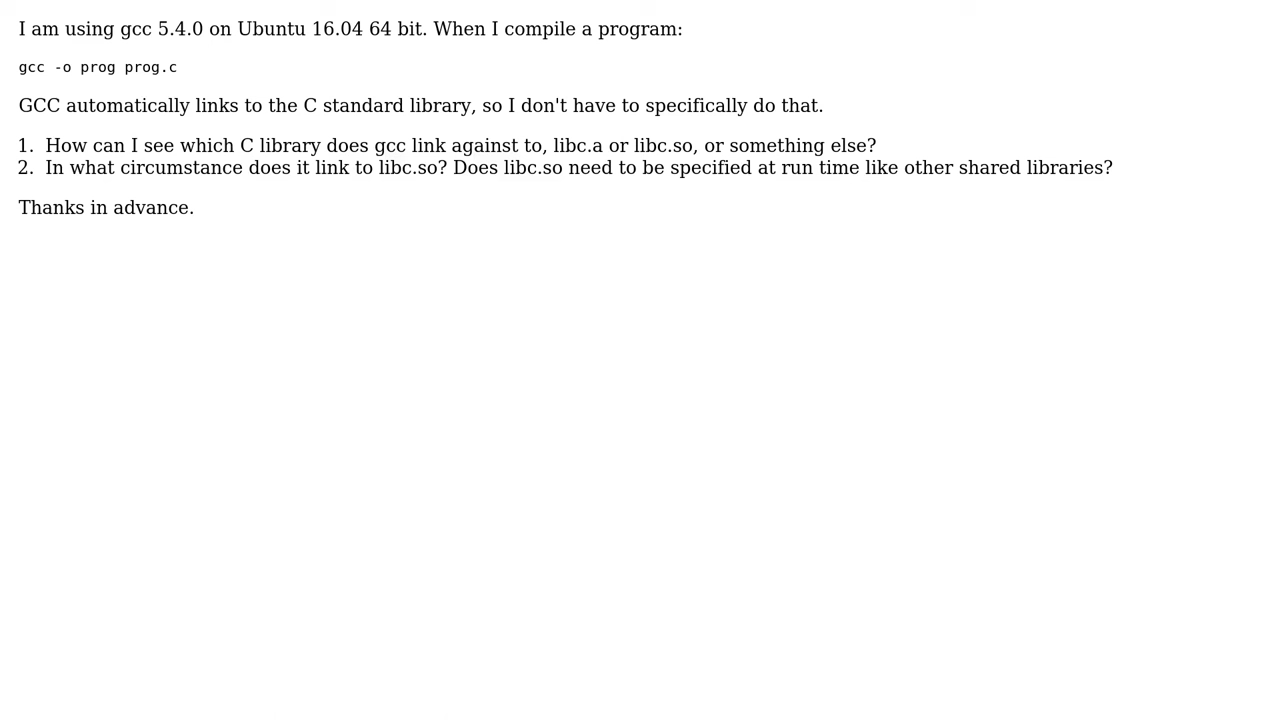 I am using gcc 5.4.0 on Ubuntu 16.04 64 bit. When I compile a program:
gcc -o prog prog.c
GCC automatically links to the C standard library, so I don't have to specifically do that.
1. How can I see which C library does gcc link against to, libc.a or libc.so, or something else?
2. In what circumstance does it link to libc.so? Does libc.so need to be specified at run time like other shared libraries?
Thanks in advance.